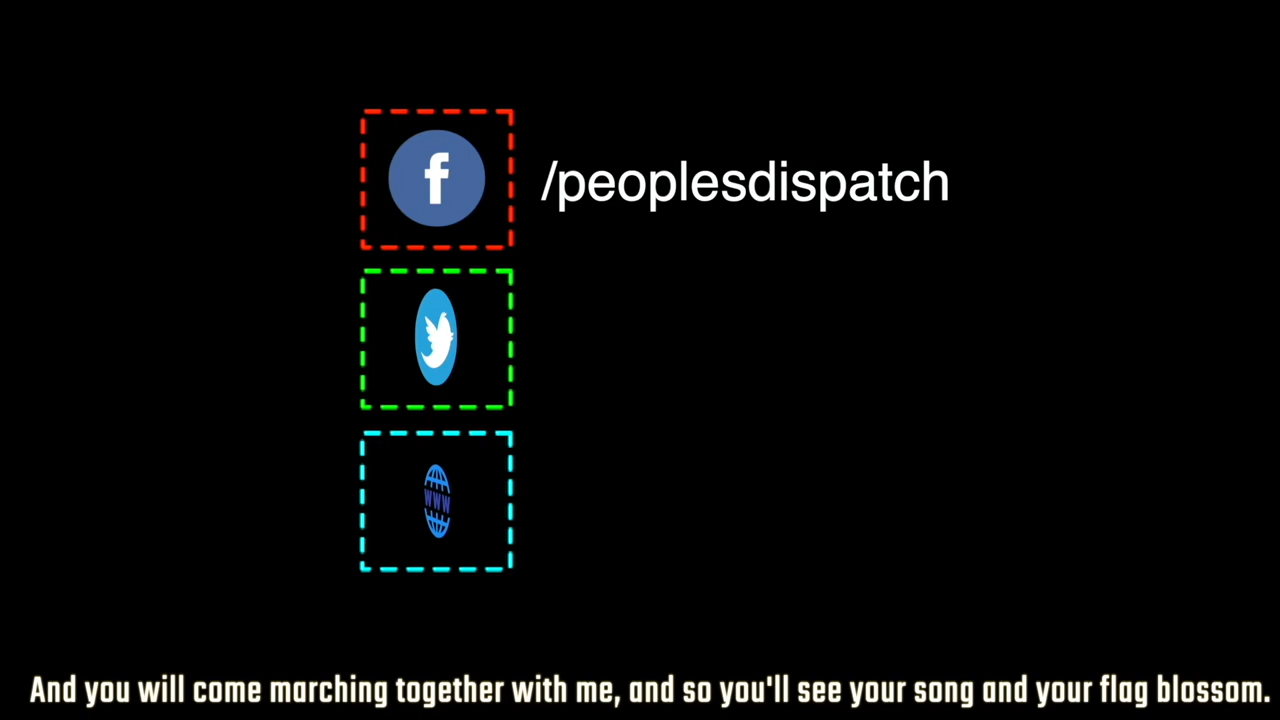 f
/peoplesdispatch
WWW
And you will come marching together with me, and so you'll see your song and your flag blossom.